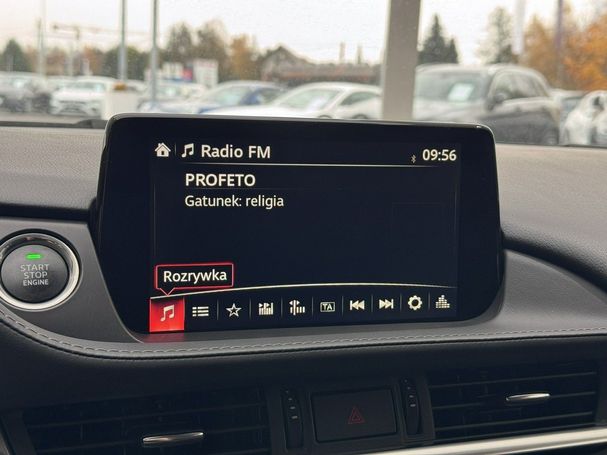 Radio FM 09:56
PROFETO
Gatunek: religia
Rozrywka
TA
START
STOP
ENGINE